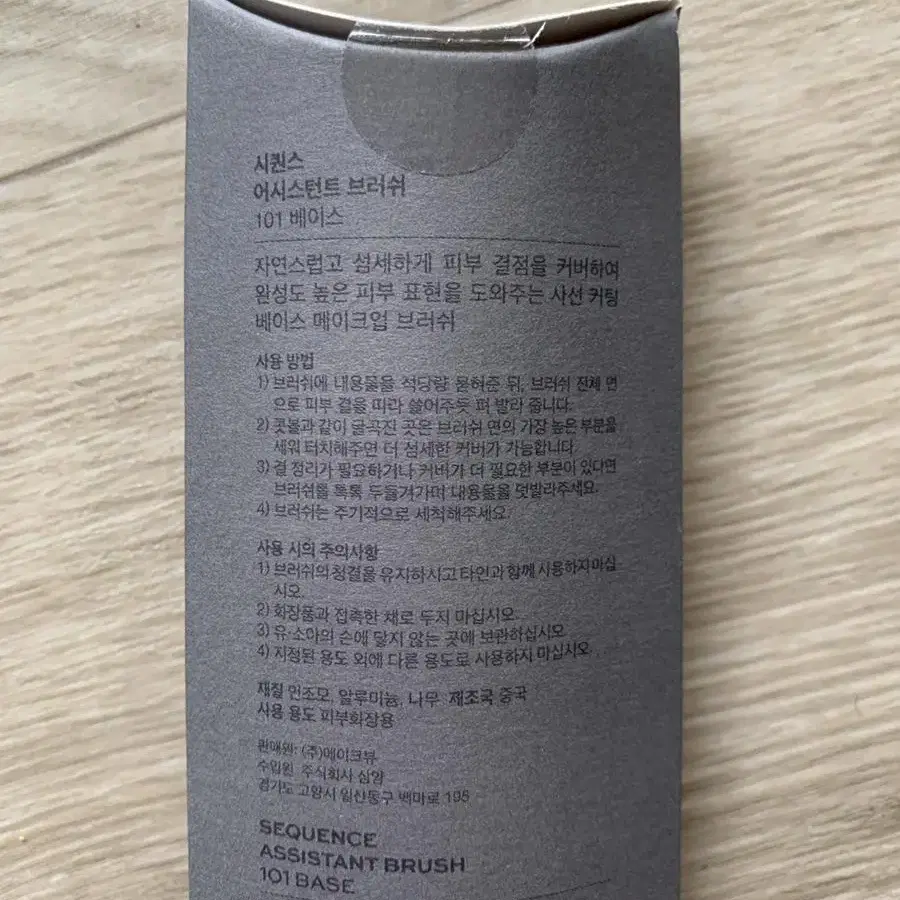 시퀀스
어시스턴트 브러쉬
101 베이스
자연스럽고 섬세하게 피부 결점을 커버하여
완성도 높은 피부 표현을 도와주는 사선 커팅
베이스 메이크업 브러쉬
사용 방법
1) 브러쉬에 내용물을 적당량 묻혀준 뒤, 브러쉬 전체 면
으로 피부 결을 따라 쓸어주듯 펴 발라 줍니다.
2) 콧볼과 같이 굴곡진 곳은 브러쉬 면의 가장 높은 부분을
세워 터치해주면 더 섬세한 커버가 가능합니다.
3) 결 정리가 필요하거나 커버가 더 필요한 부분이 있다면
브러쉬를 톡톡 두들겨가며 내용물을 덧발라주세요.
4) 브러쉬는 주기적으로 세척해주세요.
사용 시의 주의사항
1) 브러쉬의 청결을 유지하시고 타인과 함께 사용하지 마십
시오.
2) 화장품과 접촉한 채로 두지 마십시오.
3) 유·소아의 손에 닿지 않는 곳에 보관하십시오
4) 지정된 용도 외에 다른 용도로 사용하지 마십시오.
재질 인조모, 알루미늄, 나무 제조국 중국
사용 용도 피부화장용
판매원: (주)에이크뷰
수입원 주식회사 삼양
경기도 고양시 일산동구 백마로 195
SEQUENCE
ASSISTANT BRUSH
101 BASE